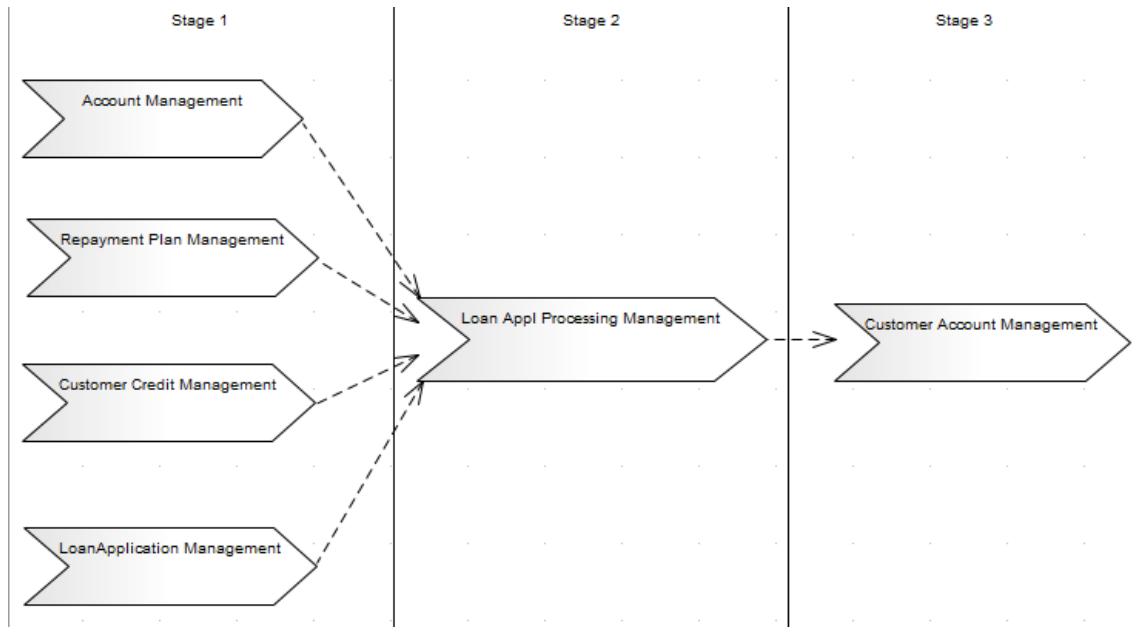 Stage 1
Stage 2
Stage 3
Account Management
Repayment Plan Management
Customer Credit Management
LoanApplication Management
Loan Appl Processing Management
Customer Account Management